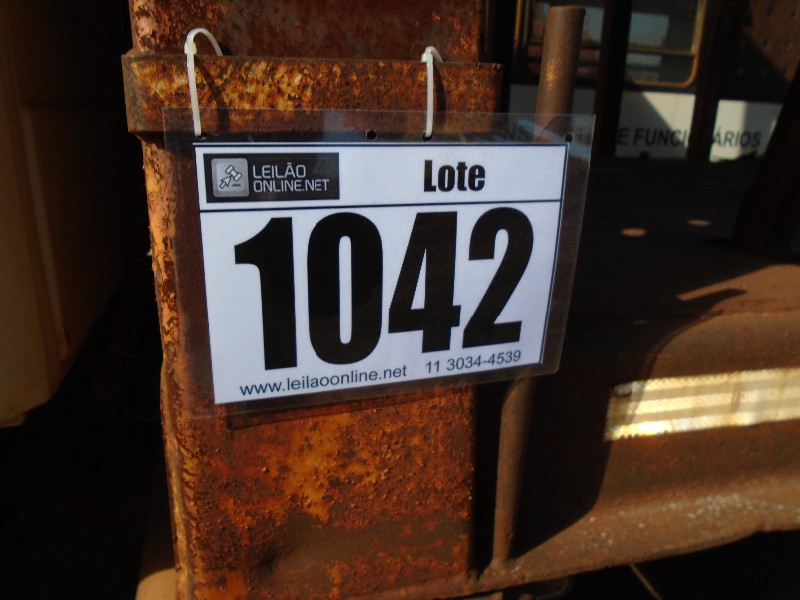 LEILÃO
ONLINE.NET
Lote
1042
www.leilaoonline.net
11 3034-4539
E FUNCIONÁRIOS